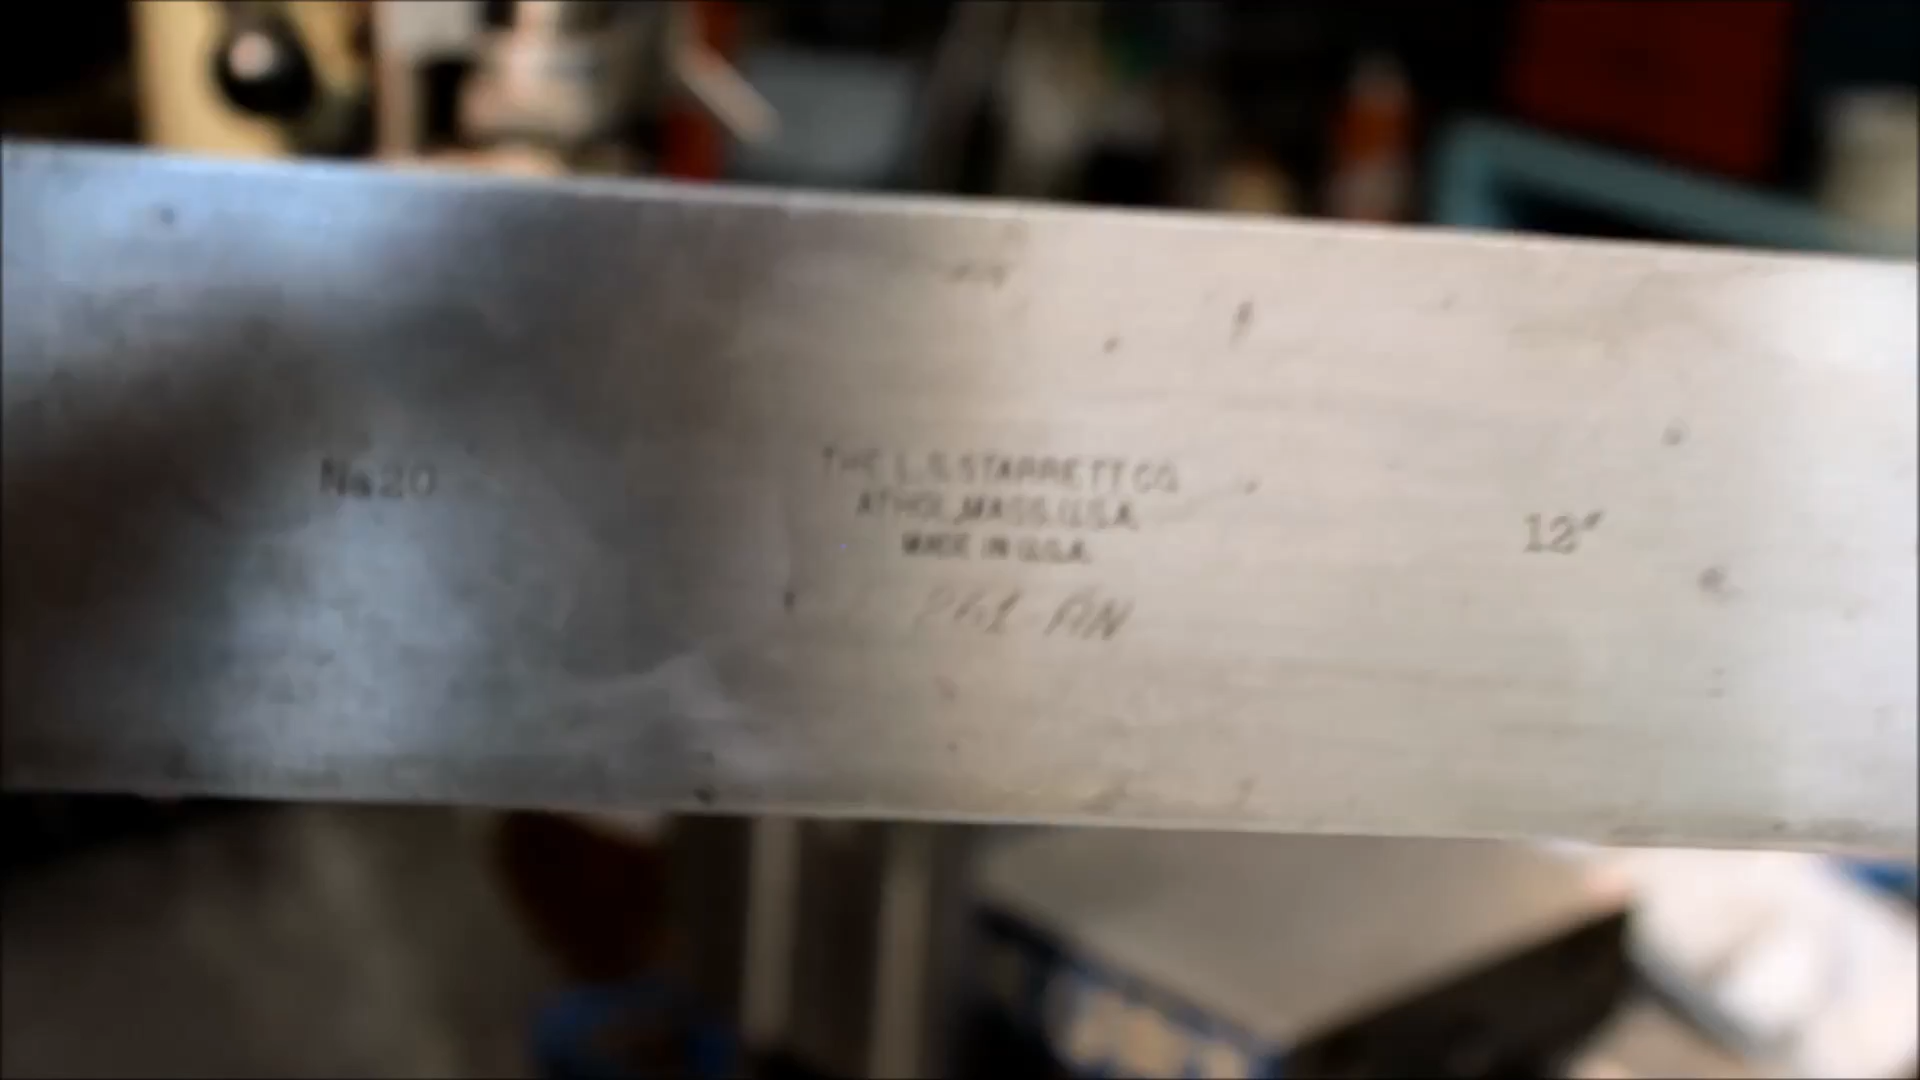 No 20
THE L.S. STARRETT CO.
ATHOL, MASS. U.S.A.
MADE IN U.S.A.
12"